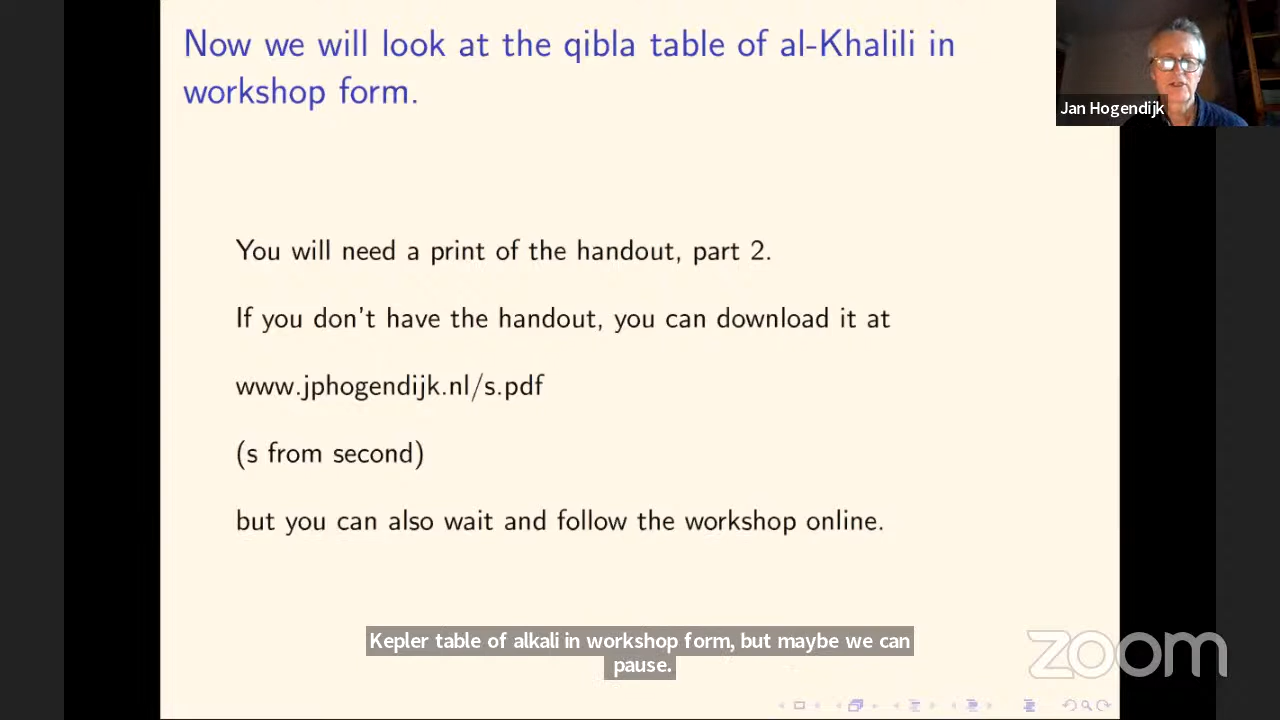 Now we will look at the qibla table of al-Khalili in
workshop form.
Jan Hogendijk
You will need a print of the handout, part 2.
If you don't have the handout, you can download it at
www.jphogendijk.nl/s.pdf
(s from second)
but you can also wait and follow the workshop online.
Kepler table of alkali in workshop form, but maybe we can
pause.
zoom